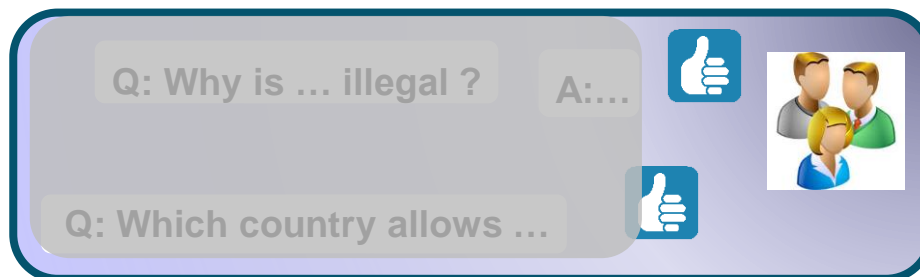 Q: Why is … illegal ?
A:…
Q: Which country allows …